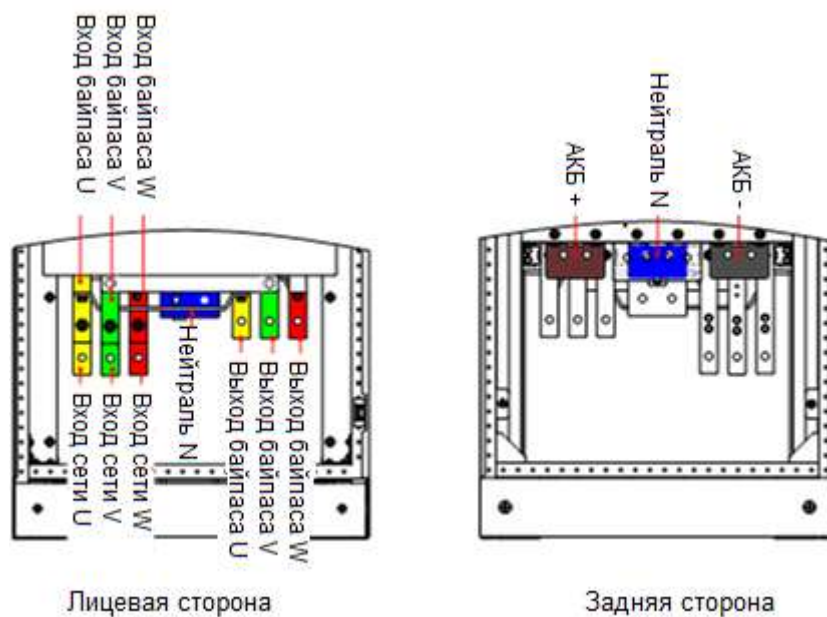 Вход байпаса U
Вход байпаса V
Вход байпаса W
Нейтраль N
Вход сети U
Вход сети V
Вход сети W
Выход байпаса U
Выход байпаса V
Выход байпаса W
Лицевая сторона
АКБ +
Нейтраль N
АКБ -
Задняя сторона